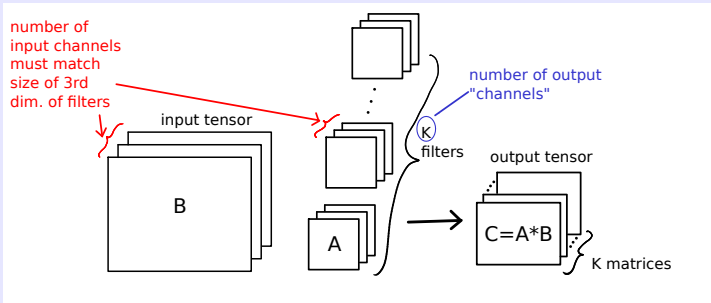 number of
input channels
must match
size of 3rd
dim. of filters
input tensor
B
A
K
filters
number of output
"channels"
output tensor
C=A*B
K matrices